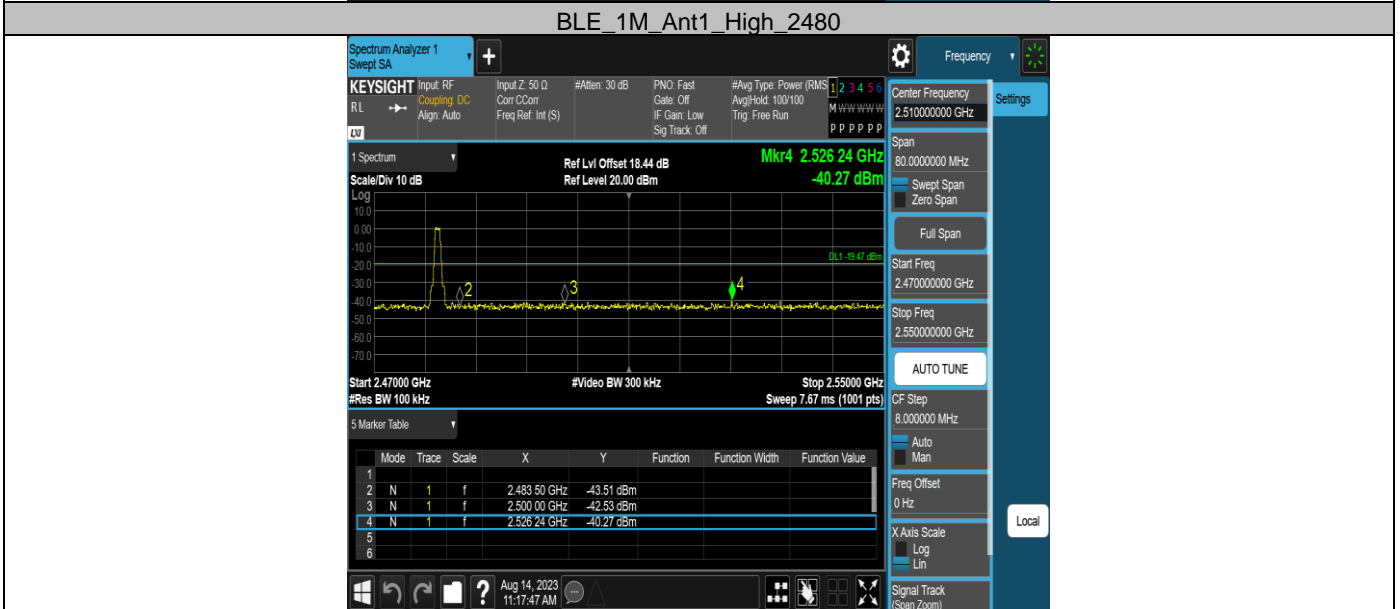 BLE_1M_Ant1_High_2480
Spectrum Analyzer 1
Swept SA
+
Frequency
KEYSIGHT
RL
LXI
Input: RF
Coupling: DC
Align: Auto
Input Z: 50 Ω
Corr CCorr
Freq Ref: Int (S)
#Atten: 30 dB
PNO: Fast
Gate: Off
IF Gain: Low
Sig Track: Off
#Avg Type: Power (RMS
Avg|Hold: 100/100
Trig: Free Run
1 2 3 4 5 6
M W W W W W
P P P P P P
Center Frequency
2.510000000 GHz
Settings
Span
80.0000000 MHz
Swept Span
Zero Span
Full Span
Start Freq
2.470000000 GHz
Stop Freq
2.550000000 GHz
AUTO TUNE
CF Step
8.000000 MHz
Auto
Man
Freq Offset
0 Hz
X Axis Scale
Log
Lin
Signal Track
(Span Zoom)
Local
1 Spectrum
Scale/Div 10 dB
Ref Lvl Offset 18.44 dB
Ref Level 20.00 dBm
Mkr4 2.526 24 GHz
-40.27 dBm
Log
10.0
0.00
-10.0
-20.0
-30.0
-40.0
-50.0
-60.0
-70.0
DL1 -19.47 dBm
2
3
4
Start 2.47000 GHz
#Res BW 100 kHz
#Video BW 300 kHz
Stop 2.55000 GHz
Sweep 7.67 ms (1001 pts)
5 Marker Table
Mode Trace Scale X Y Function Function Width Function Value
1
2 N 1 f 2.483 50 GHz -43.51 dBm
3 N 1 f 2.500 00 GHz -42.53 dBm
4 N 1 f 2.526 24 GHz -40.27 dBm
5
6
?
Aug 14, 2023
11:17:47 AM